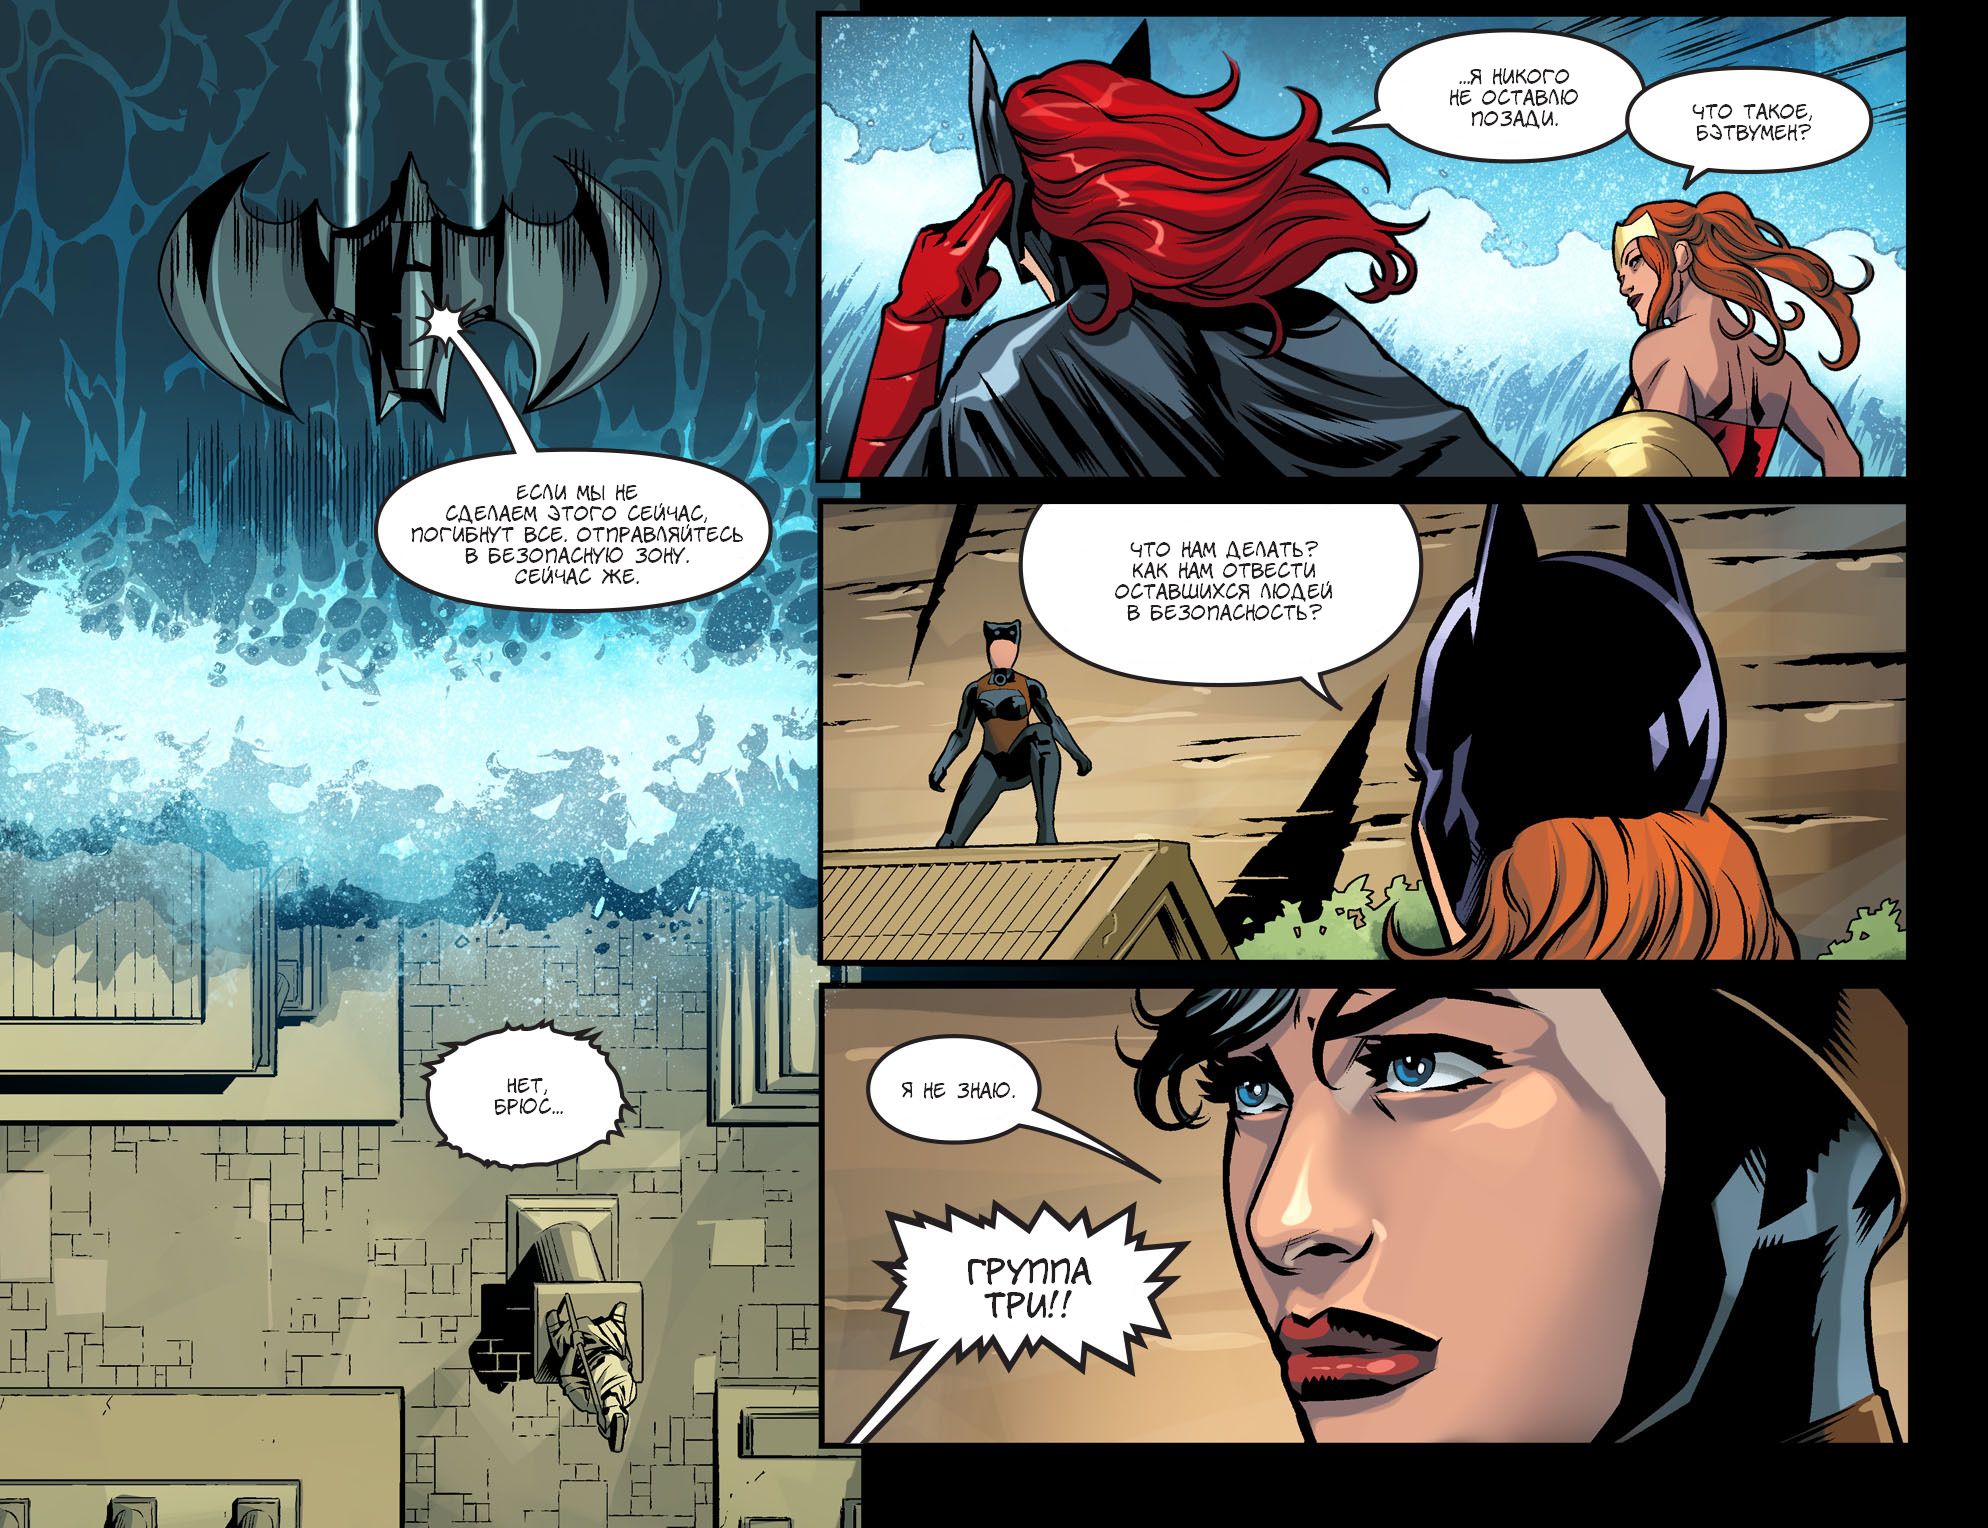 ЕСЛИ МЫ НЕ
СДЕЛАЕМ ЭТОГО СЕЙЧАС,
ПОГИБНУТ ВСЕ. ОТПРАВЛЯЙТЕСЬ
В БЕЗОПАСНУЮ ЗОНУ.
СЕЙЧАС ЖЕ.
НЕТ,
БРЮС...
...Я НИКОГО
НЕ ОСТАВЛЮ
ПОЗАДИ.
ЧТО ТАКОЕ,
БЭТВУМЕН?
ЧТО НАМ ДЕЛАТЬ?
КАК НАМ ОТВЕСТИ
ОСТАВШИХСЯ ЛЮДЕЙ
В БЕЗОПАСНОСТЬ?
Я НЕ ЗНАЮ.
ГРУППА
ТРИ!!